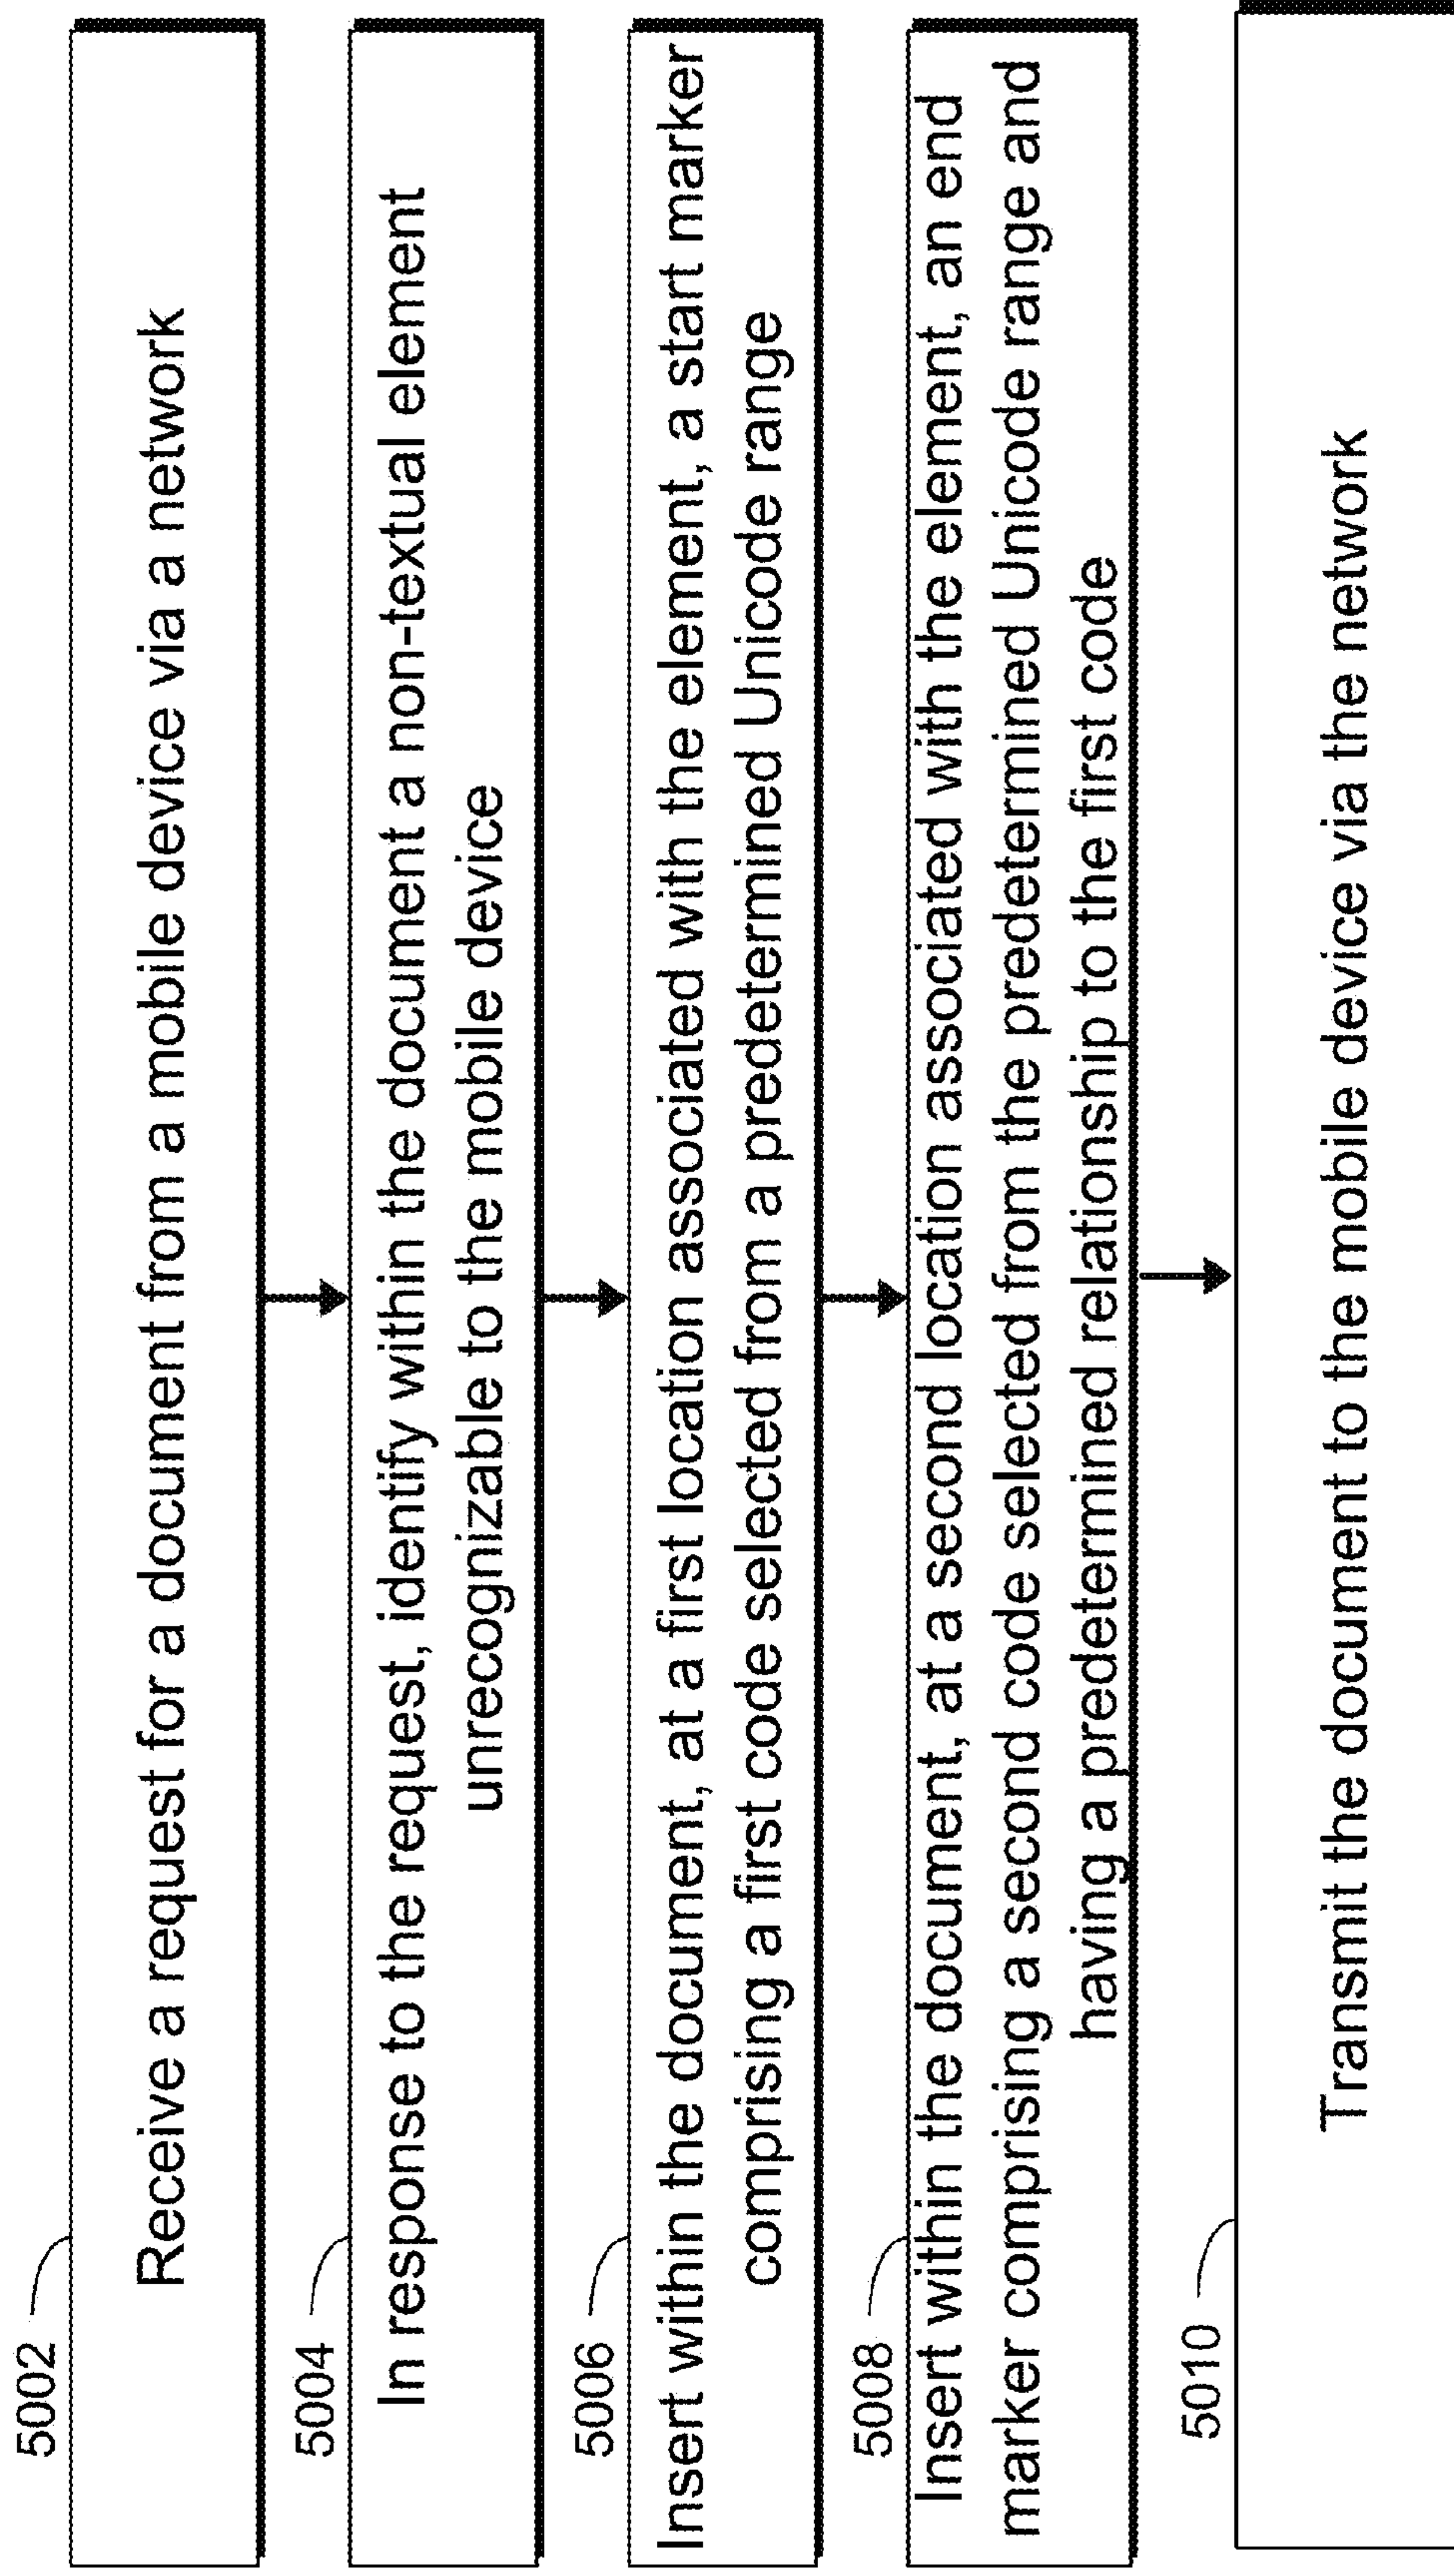 5002
Receive a request for a document from a mobile device via a network
5004
In response to the request, identify within the document a non-textual element
unrecognizable to the mobile device
5006
Insert within the document, at a first location associated with the element, a start marker
comprising a first code selected from a predetermined Unicode range
5008
Insert within the document, at a second location associated with the element, an end
marker comprising a second code selected from the predetermined Unicode range and
having a predetermined relationship to the first code
5010
Transmit the document to the mobile device via the network